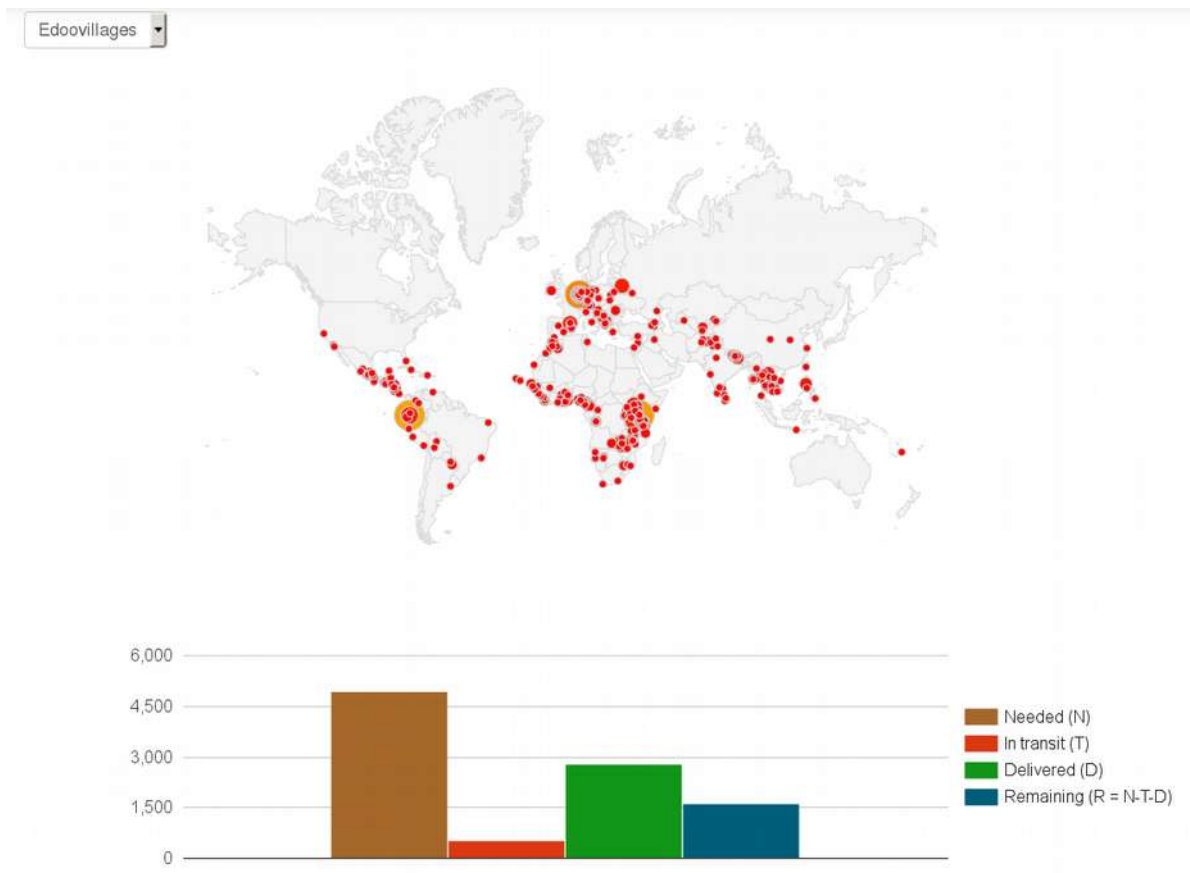 Edoovillages
6,000
4,500
3,000
1,500
0
Needed (N)
In transit (T)
Delivered (D)
Remaining (R = N-T-D)